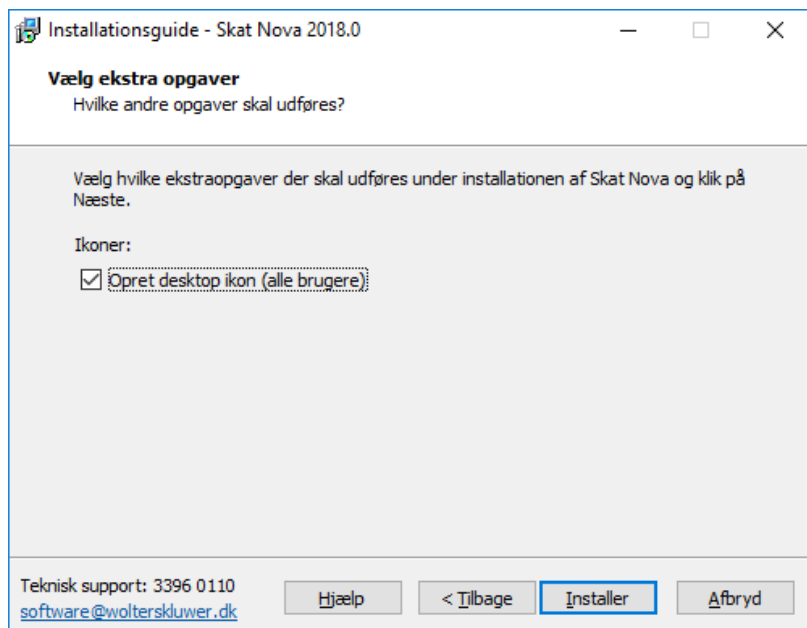 Installationsguide - Skat Nova 2018.0
Vælg ekstra opgaver
Hvilke andre opgaver skal udføres?
Vælg hvilke ekstraopgaver der skal udføres under installationen af Skat Nova og klik på
Næste.
Ikoner:
Opret desktop ikon (alle brugere)
Teknisk support: 3396 0110
software@wolterskluwer.dk
Hjælp
< Tilbage
Installer
Afbryd